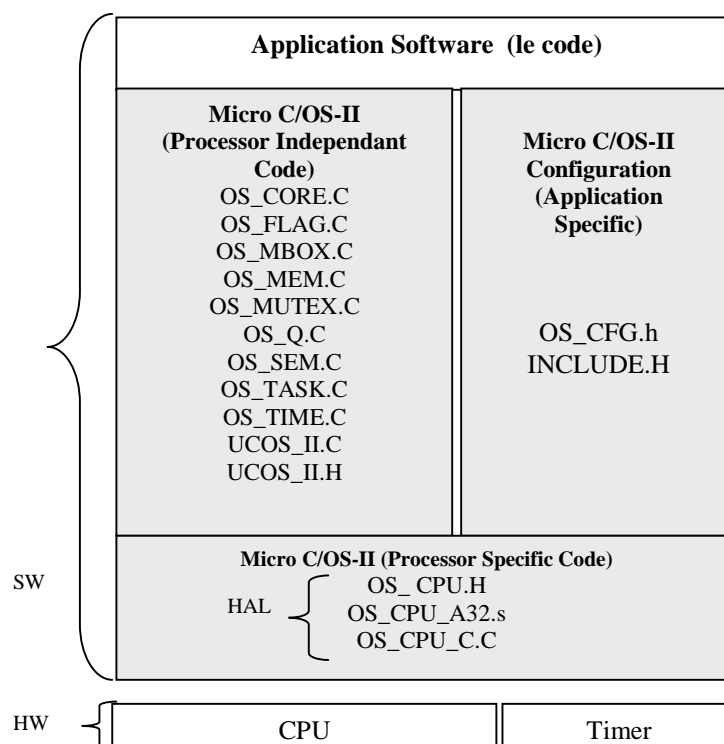 Application Software (le code)
Micro C/OS-II
(Processor Independant
Code)
OS_CORE.C
OS_FLAG.C
OS_MBOX.C
OS_MEM.C
OS_MUTEX.C
OS_Q.C
OS_SEM.C
OS_TASK.C
OS_TIME.C
UCOS_II.C
UCOS_II.H
Micro C/OS-II
Configuration
(Application
Specific)
OS_CFG.h
INCLUDE.H
Micro C/OS-II (Processor Specific Code)
SW
HAL
OS_ CPU.H
OS_CPU_A32.s
OS_CPU_C.C
HW
CPU
Timer